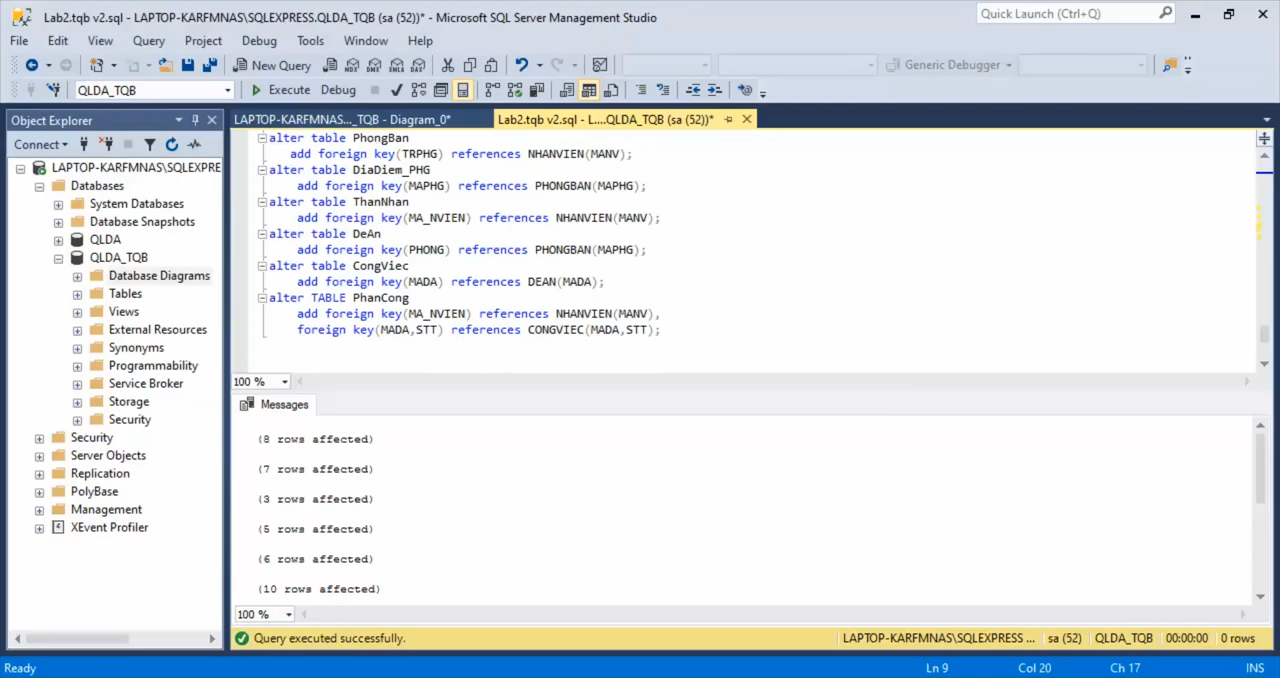 Lab2.tqb v2.sql - LAPTOP-KARFMNAS\SQLEXPRESS.QLDA_TQB (sa (52))* - Microsoft SQL Server Management Studio
Quick Launch (Ctrl+Q)
File Edit View Query Project Debug Tools Window Help
New Query
Generic Debugger
QLDA_TQB
Execute Debug
Object Explorer
LAPTOP-KARFMNAS..._TQB - Diagram_0*
Lab2.tqb v2.sql - L....QLDA_TQB (sa (52))*
Connect
LAPTOP-KARFMNAS\SQLEXPRE
Databases
System Databases
Database Snapshots
QLDA
QLDA_TQB
Database Diagrams
Tables
Views
External Resources
Synonyms
Programmability
Service Broker
Storage
Security
Security
Server Objects
Replication
PolyBase
Management
XEvent Profiler
alter table PhongBan
add foreign key(TRPHG) references NHANVIEN(MANV);
alter table DiaDiem_PHG
add foreign key(MAPHG) references PHONGBAN(MAPHG);
alter table ThanNhan
add foreign key(MA_NVIEN) references NHANVIEN(MANV);
alter table DeAn
add foreign key(PHONG) references PHONGBAN(MAPHG);
alter table CongViec
add foreign key(MADA) references DEAN(MADA);
alter TABLE PhanCong
add foreign key(MA_NVIEN) references NHANVIEN(MANV),
foreign key(MADA,STT) references CONGVIEC(MADA,STT);
100 %
Messages
(8 rows affected)
(7 rows affected)
(3 rows affected)
(5 rows affected)
(6 rows affected)
(10 rows affected)
100 %
Query executed successfully.
LAPTOP-KARFMNAS\SQLEXPRESS ... sa (52) QLDA_TQB 00:00:00 0 rows
Ready
Ln 9 Col 20 Ch 17 INS